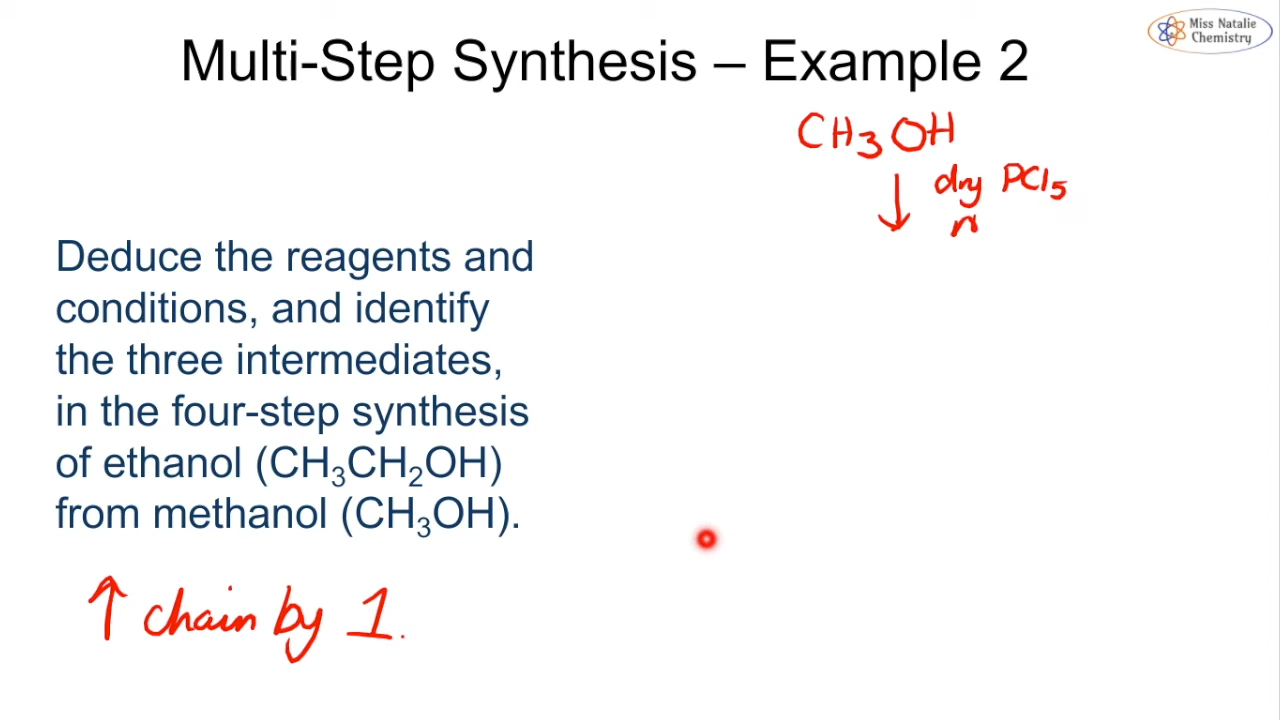 Miss Natalie
Chemistry
Multi-Step Synthesis – Example 2
CH₃OH
↓ dry PCl₅
Deduce the reagents and
conditions, and identify
the three intermediates,
in the four-step synthesis
of ethanol (CH₃CH₂OH)
from methanol (CH₃OH).
↑ chain by 1.